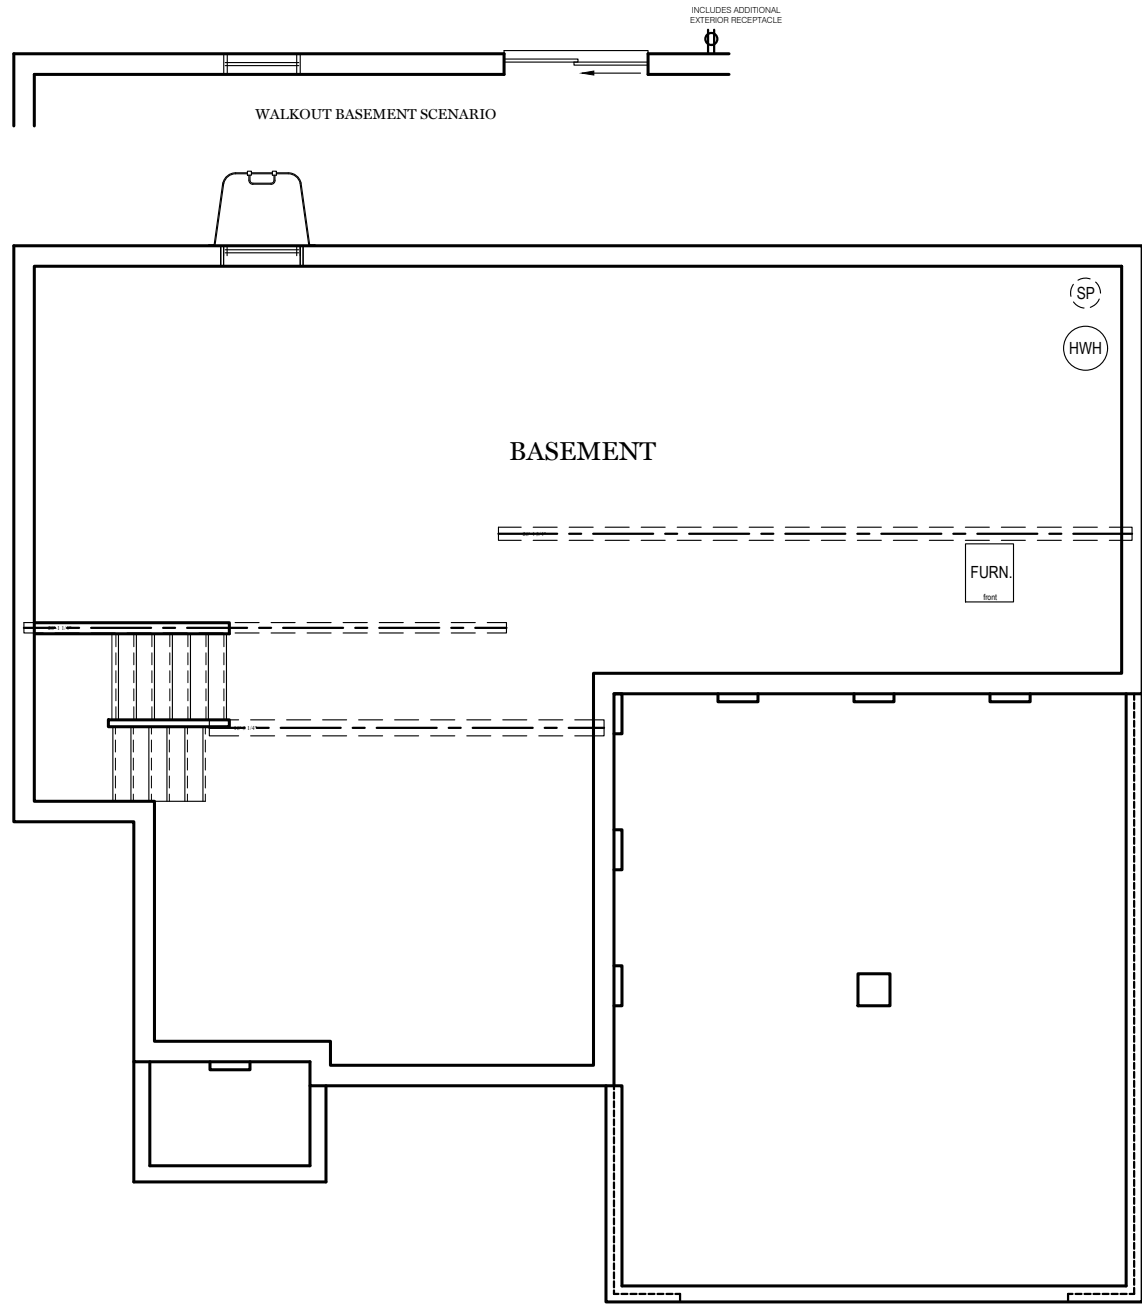 INCLUDES ADDITIONAL
EXTERIOR RECEPTACLE
WALKOUT BASEMENT SCENARIO
SP
HWH
BASEMENT
FURN.
front